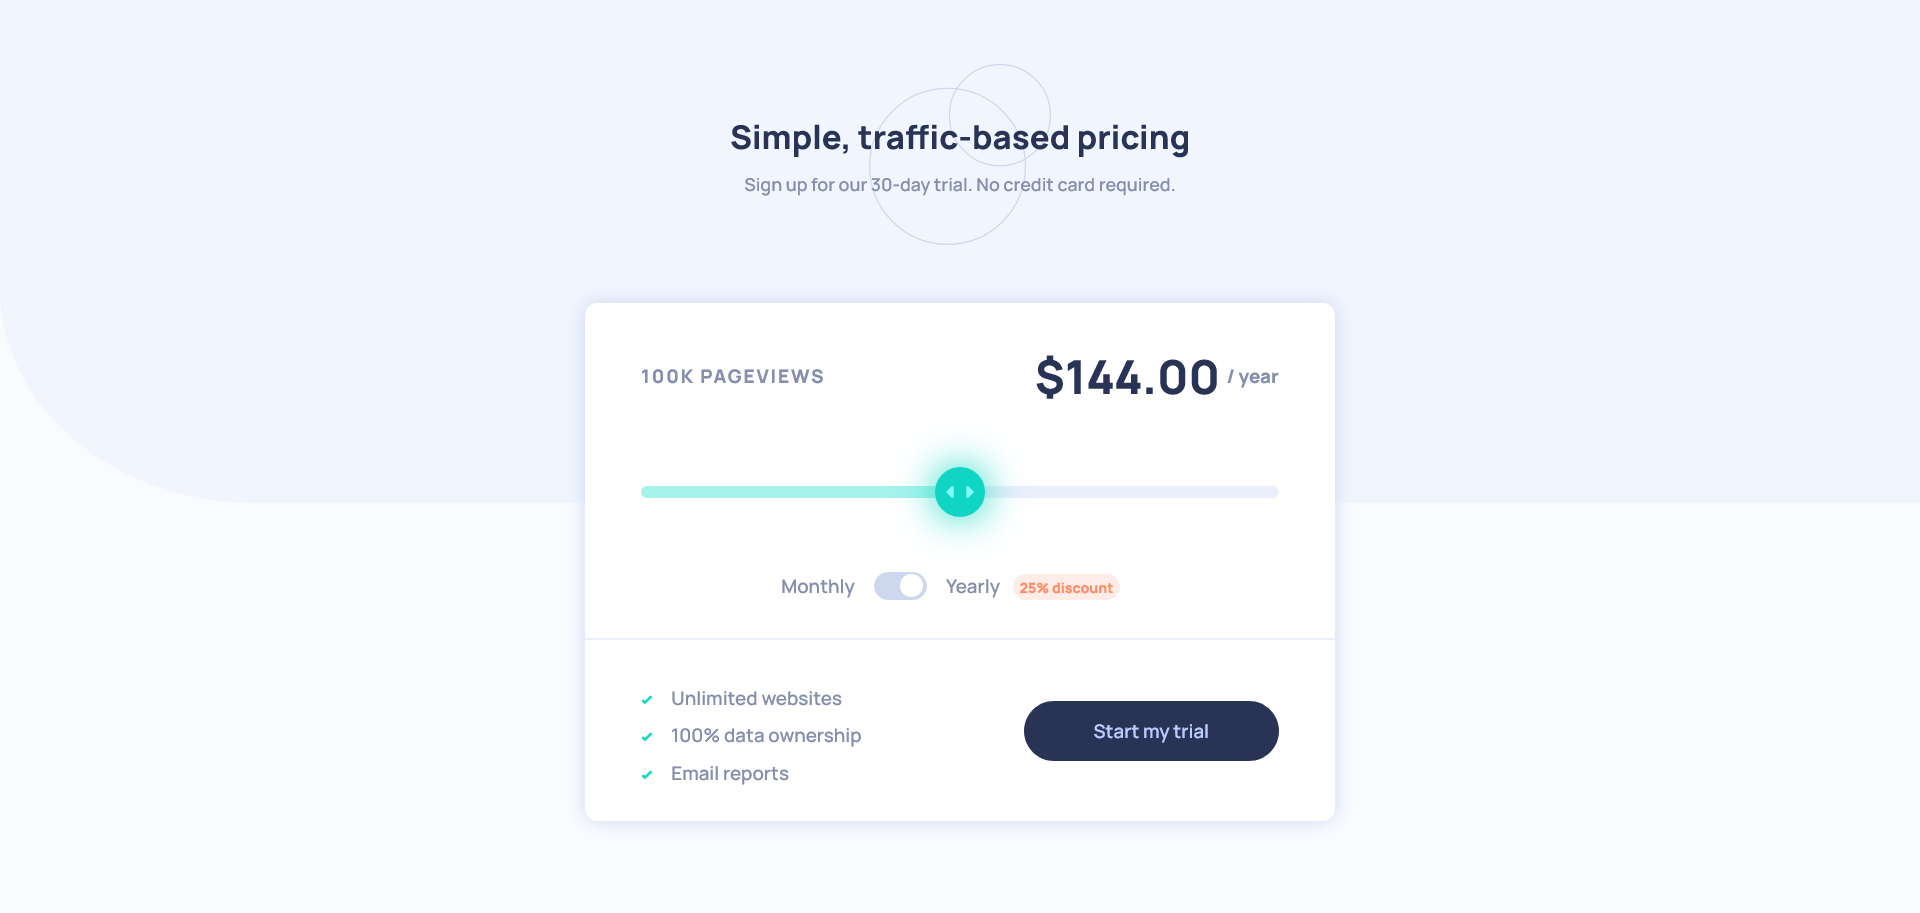 Simple, traffic-based pricing
Sign up for our 30-day trial. No credit card required.
100K PAGEVIEWS
$144.00 / year
Monthly Yearly 25% discount
Unlimited websites
100% data ownership
Email reports
Start my trial